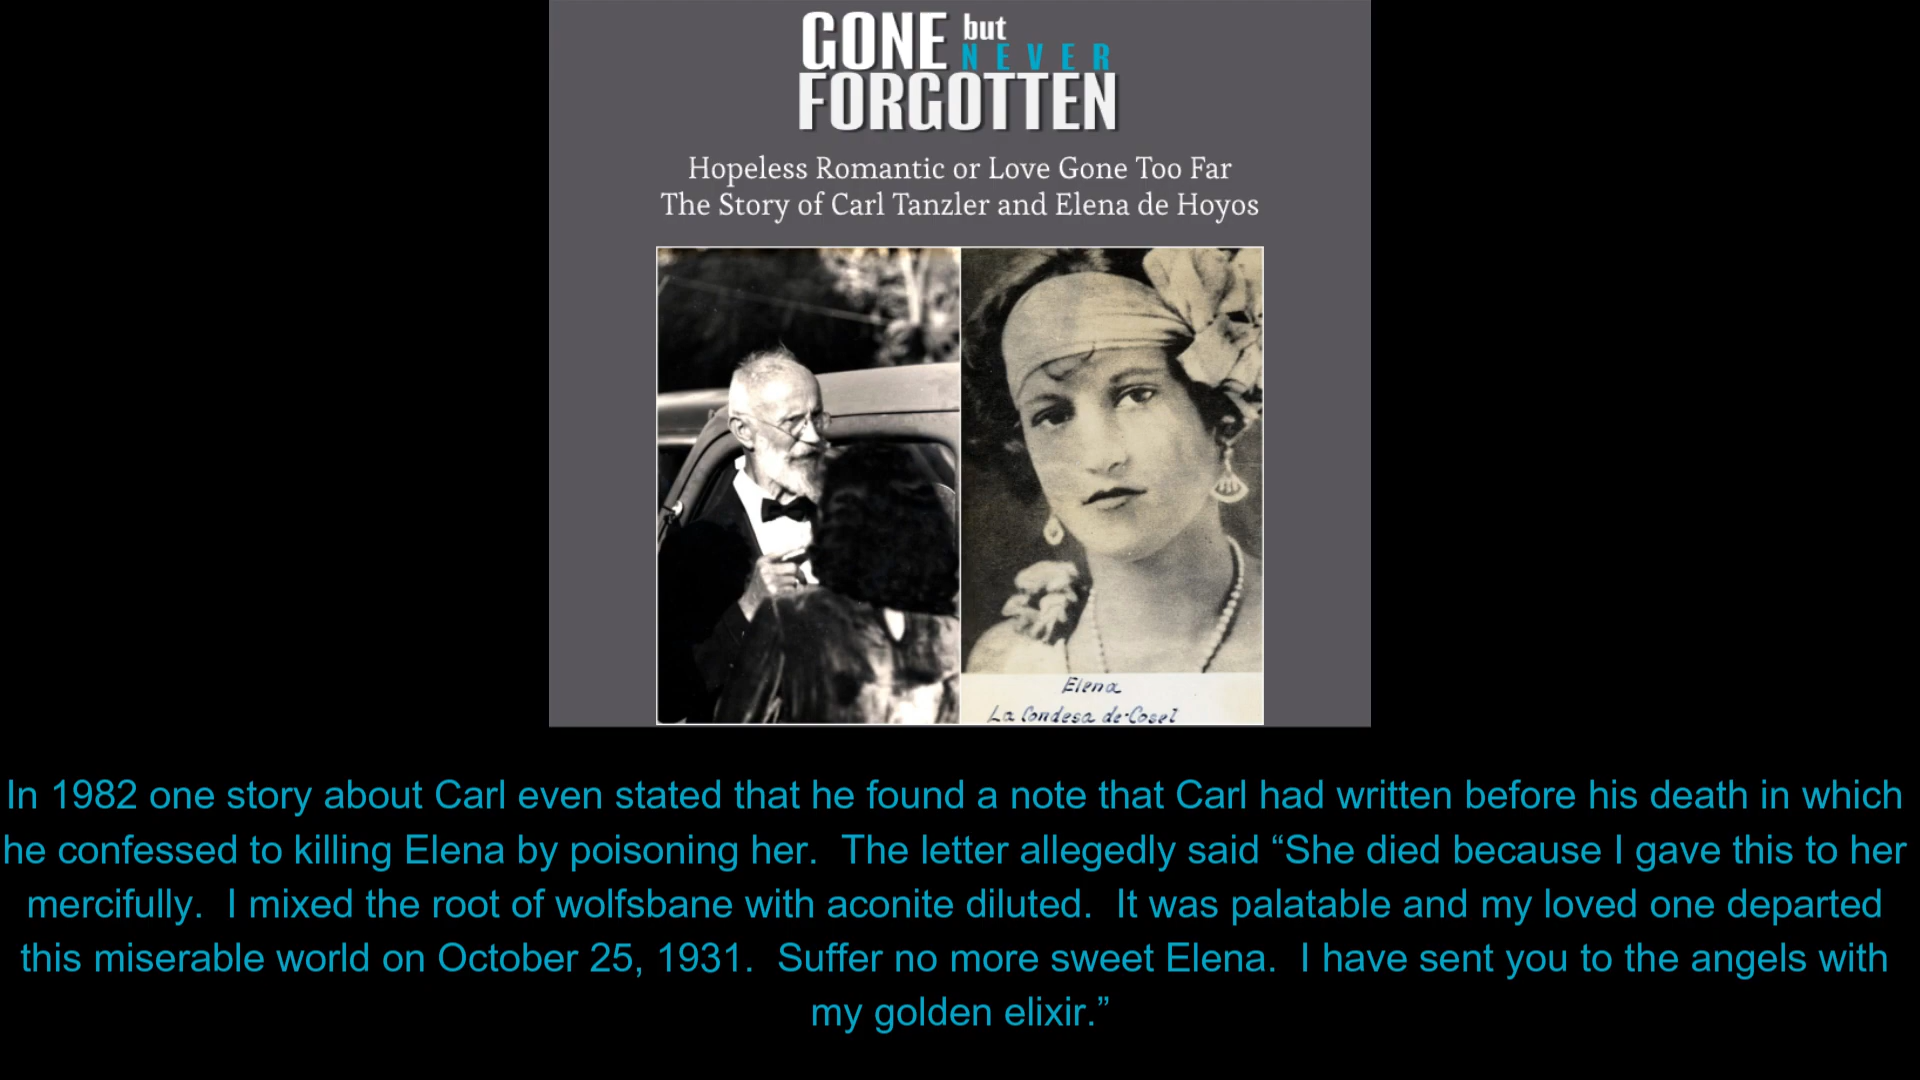 GONE but
NEVER
FORGOTTEN
Hopeless Romantic or Love Gone Too Far
The Story of Carl Tanzler and Elena de Hoyos
Elena
La Condesa de Cosel
In 1982 one story about Carl even stated that he found a note that Carl had written before his death in which
he confessed to killing Elena by poisoning her.  The letter allegedly said “She died because I gave this to her
mercifully.  I mixed the root of wolfsbane with aconite diluted.  It was palatable and my loved one departed
this miserable world on October 25, 1931.  Suffer no more sweet Elena.  I have sent you to the angels with
my golden elixir.”